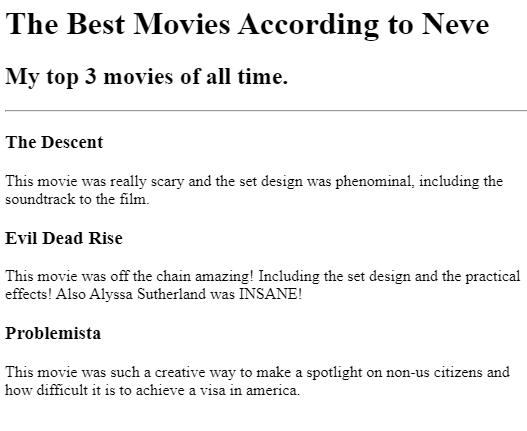 The Best Movies According to Neve
My top 3 movies of all time.
The Descent
This movie was really scary and the set design was phenominal, including the
soundtrack to the film.
Evil Dead Rise
This movie was off the chain amazing! Including the set design and the practical
effects! Also Alyssa Sutherland was INSANE!
Problemista
This movie was such a creative way to make a spotlight on non-us citizens and
how difficult it is to achieve a visa in america.